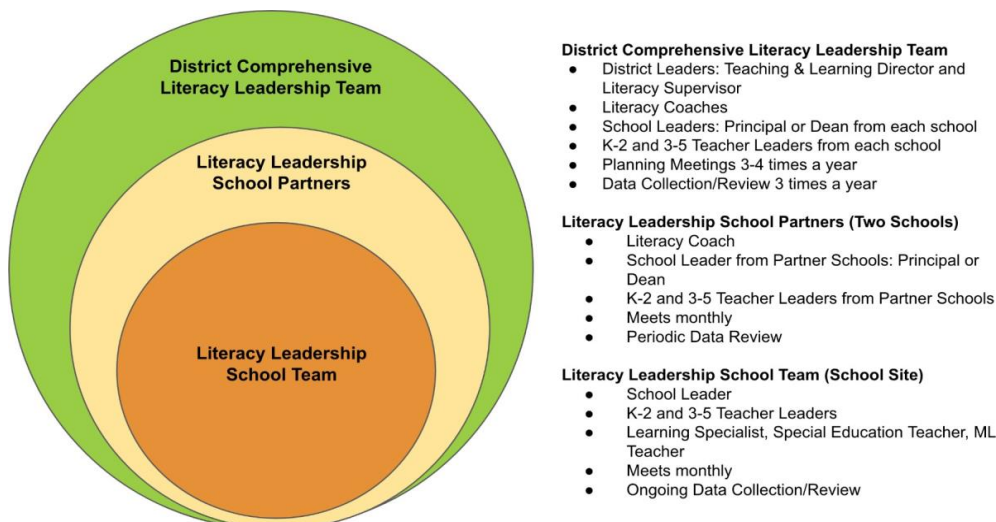 District Comprehensive
Literacy Leadership Team
Literacy Leadership
School Partners
Literacy Leadership
School Team
District Comprehensive Literacy Leadership Team
● District Leaders: Teaching & Learning Director and
Literacy Supervisor
● Literacy Coaches
● School Leaders: Principal or Dean from each school
● K-2 and 3-5 Teacher Leaders from each school
● Planning Meetings 3-4 times a year
● Data Collection/Review 3 times a year
Literacy Leadership School Partners (Two Schools)
● Literacy Coach
● School Leader from Partner Schools: Principal or
Dean
● K-2 and 3-5 Teacher Leaders from Partner Schools
● Meets monthly
● Periodic Data Review
Literacy Leadership School Team (School Site)
● School Leader
● K-2 and 3-5 Teacher Leaders
● Learning Specialist, Special Education Teacher, ML
Teacher
● Meets monthly
● Ongoing Data Collection/Review